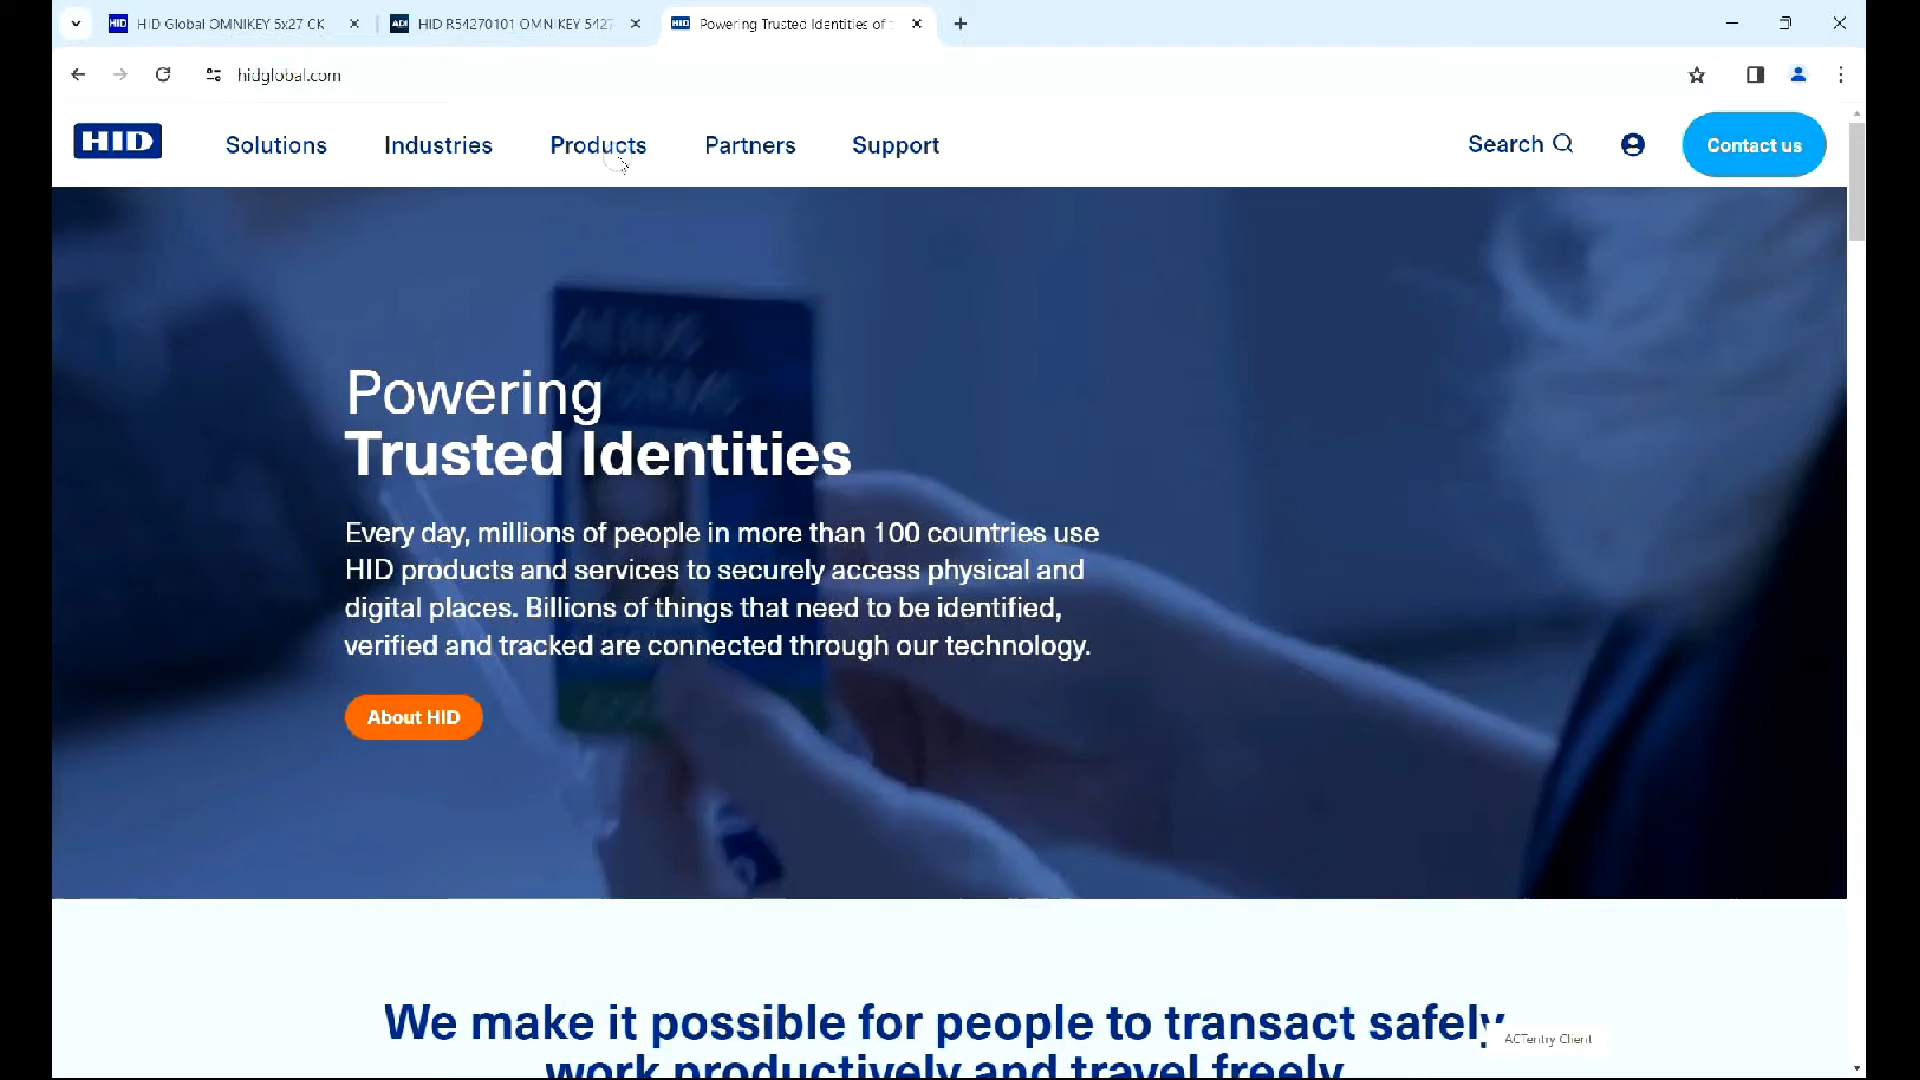 HID Global OMNIKEY 5x27 CK
HID R54270101 OMNIKEY 5427
Powering Trusted Identities of
hidglobal.com
HID
Solutions
Industries
Products
Partners
Support
Search
Contact us
Powering
Trusted Identities
Every day, millions of people in more than 100 countries use
HID products and services to securely access physical and
digital places. Billions of things that need to be identified,
verified and tracked are connected through our technology.
About HID
We make it possible for people to transact safely
work productively and travel freely
ACTentry Client